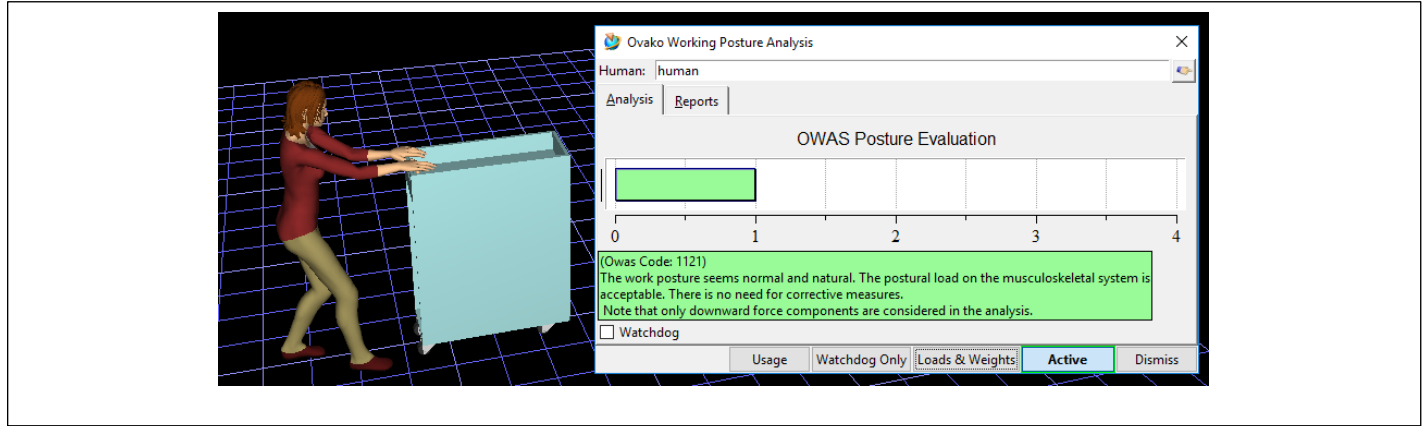 Ovako Working Posture Analysis
Human: human
Analysis Reports
OWAS Posture Evaluation
0 1 2 3 4
(Owas Code: 1121)
The work posture seems normal and natural. The postural load on the musculoskeletal system is
acceptable. There is no need for corrective measures.
Note that only downward force components are considered in the analysis.
Watchdog
Usage Watchdog Only Loads & Weights Active Dismiss